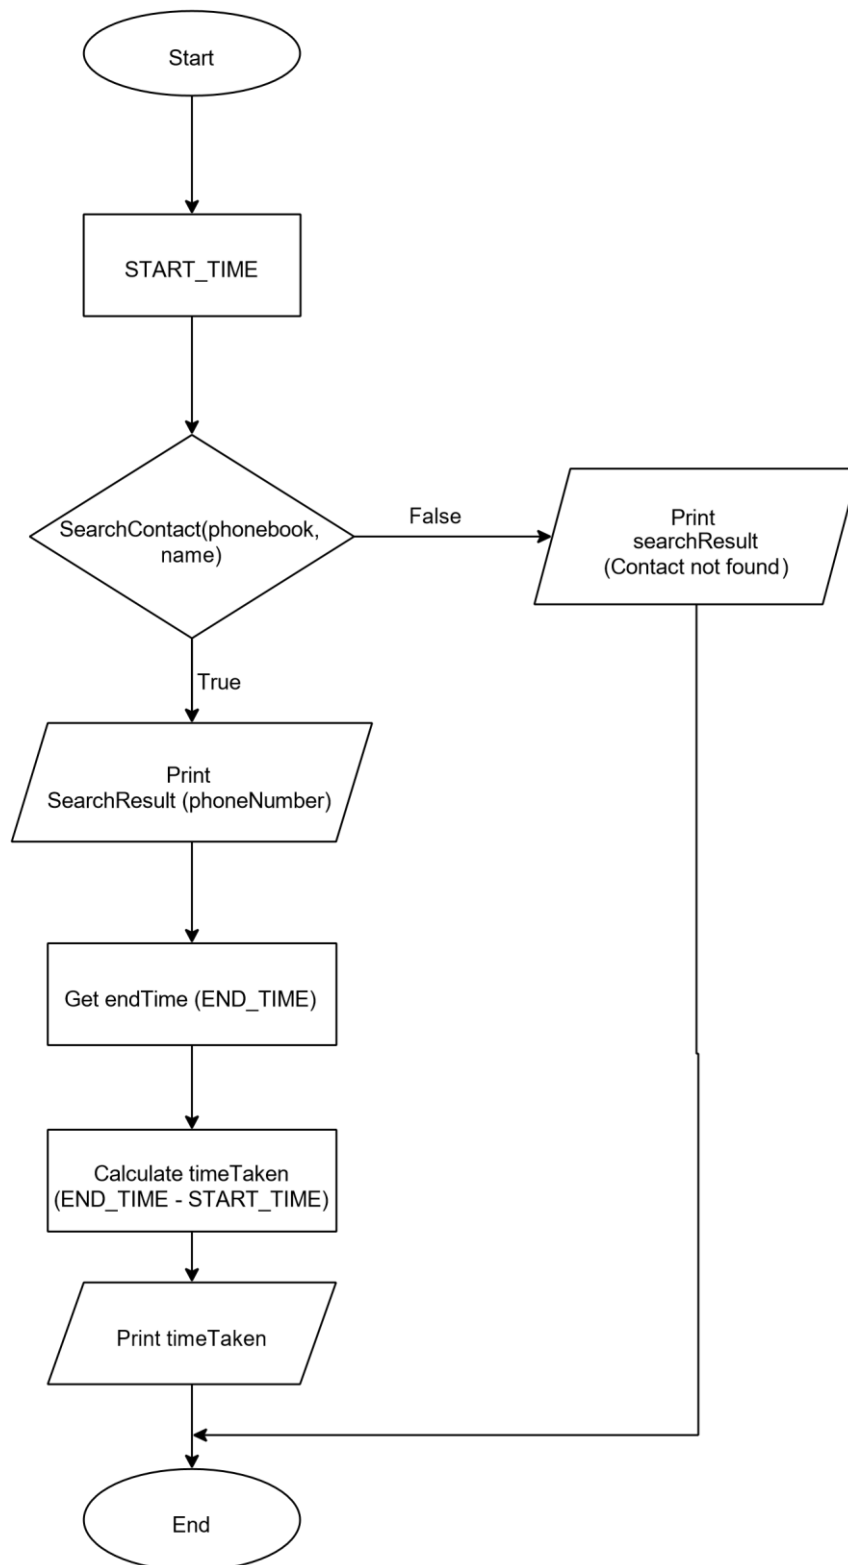 Start
START_TIME
SearchContact(phonebook,
name)
False
Print
searchResult
(Contact not found)
True
Print
SearchResult (phoneNumber)
Get endTime (END_TIME)
Calculate timeTaken
(END_TIME - START_TIME)
Print timeTaken
End